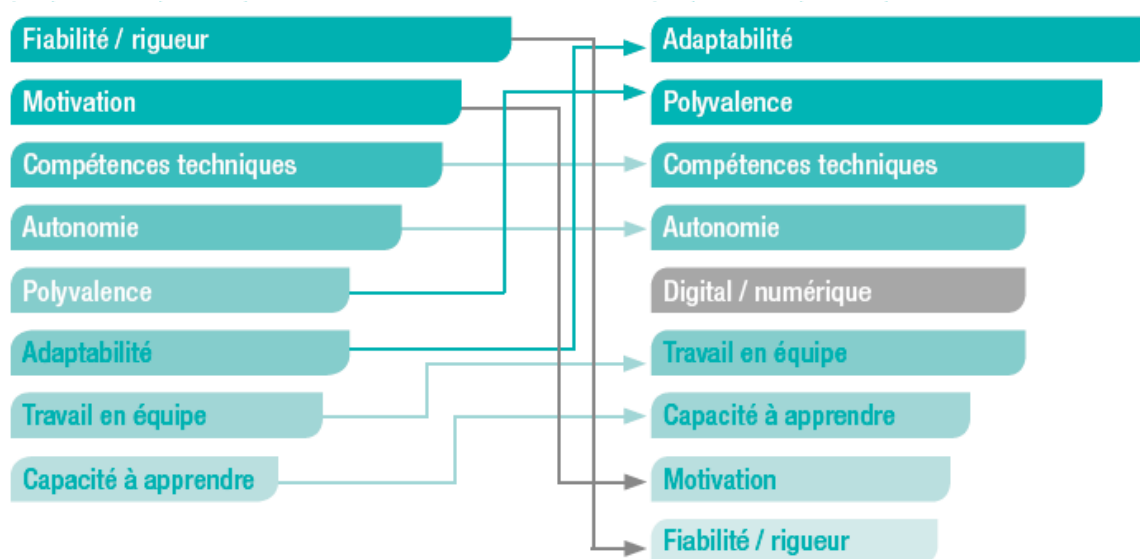 Fiabilité / rigueur
Motivation
Compétences techniques
Autonomie
Polyvalence
Adaptabilité
Travail en équipe
Capacité à apprendre
Adaptabilité
Polyvalence
Compétences techniques
Autonomie
Digital / numérique
Travail en équipe
Capacité à apprendre
Motivation
Fiabilité / rigueur